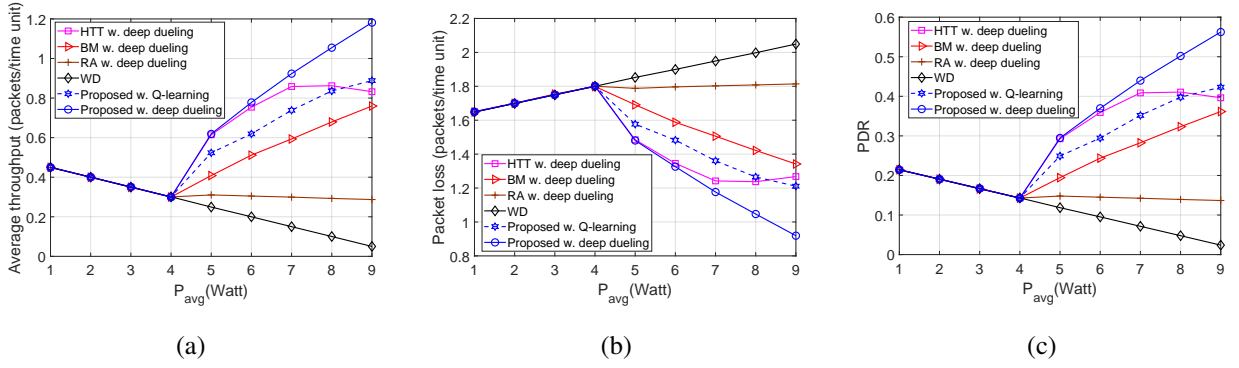 Average throughput (packets/time unit)
1.2
1
0.8
0.6
0.4
0.2
0
HTT w. deep dueling
BM w. deep dueling
RA w. deep dueling
WD
Proposed w. Q-learning
Proposed w. deep dueling
1 2 3 4 5 6 7 8 9
P_avg(Watt)
(a)
Packet loss (packets/time unit)
2.2
2
1.8
1.6
1.4
1.2
1
0.8
HTT w. deep dueling
BM w. deep dueling
RA w. deep dueling
WD
Proposed w. Q-learning
Proposed w. deep dueling
1 2 3 4 5 6 7 8 9
P_avg(Watt)
(b)
PDR
0.6
0.5
0.4
0.3
0.2
0.1
0
HTT w. deep dueling
BM w. deep dueling
RA w. deep dueling
WD
Proposed w. Q-learning
Proposed w. deep dueling
1 2 3 4 5 6 7 8 9
P_avg(Watt)
(c)